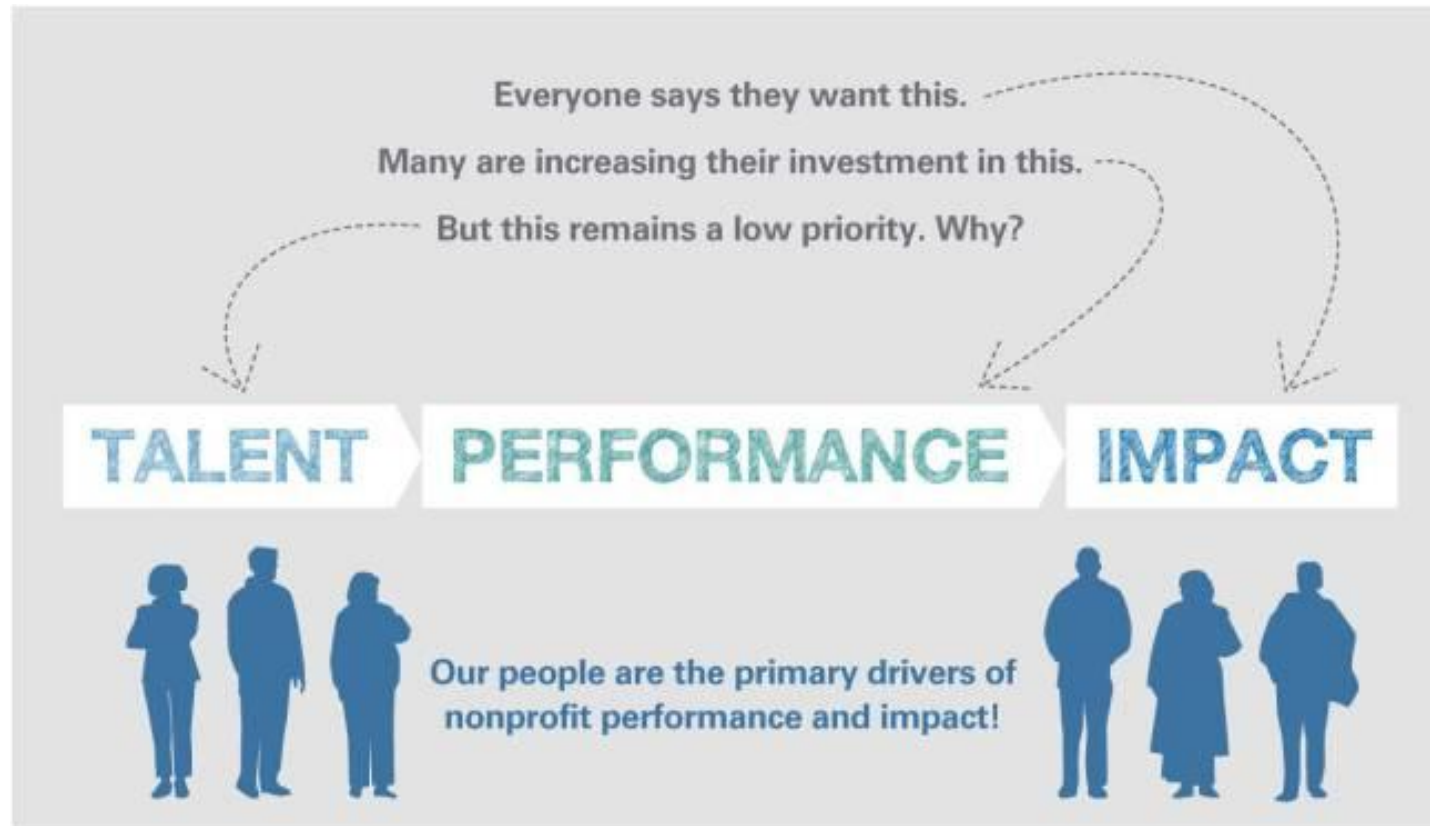 Everyone says they want this.
Many are increasing their investment in this.
But this remains a low priority. Why?
TALENT PERFORMANCE IMPACT
Our people are the primary drivers of
nonprofit performance and impact!